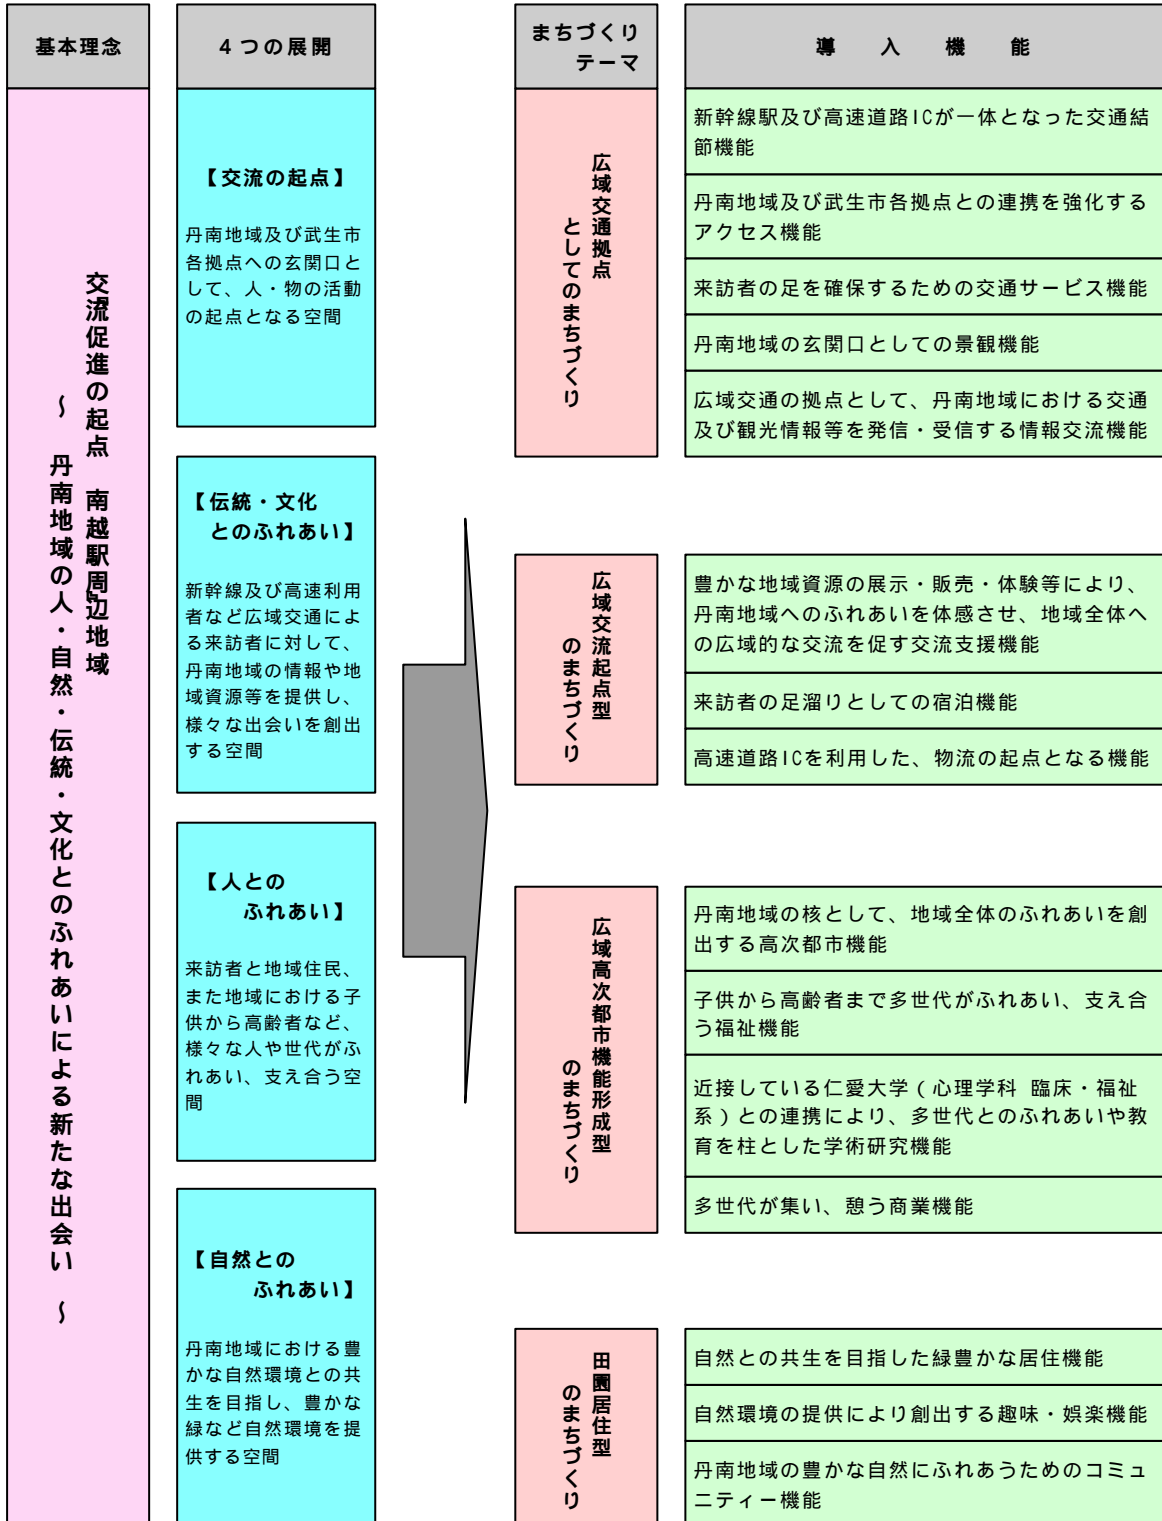 基本理念
４つの展開
まちづくり
テーマ
導入機能
交流促進の起点　南越駅周辺地域
～　丹南地域の人・自然・伝統・文化とのふれあいによる新たな出会い　～
【交流の起点】
丹南地域及び武生市
各拠点への玄関口と
して、人・物の活動
の起点となる空間
【伝統・文化
とのふれあい】
新幹線及び高速利用
者など広域交通によ
る来訪者に対して、
丹南地域の情報や地
域資源等を提供し、
様々な出会いを創出
する空間
【人との
ふれあい】
来訪者と地域住民、
また地域における子
供から高齢者など、
様々な人や世代がふ
れあい、支え合う空
間
【自然との
ふれあい】
丹南地域における豊
かな自然環境との共
生を目指し、豊かな
緑など自然環境を提
供する空間
広域交通拠点
としてのまちづくり
新幹線駅及び高速道路ICが一体となった交通結
節機能
丹南地域及び武生市各拠点との連携を強化する
アクセス機能
来訪者の足を確保するための交通サービス機能
丹南地域の玄関口としての景観機能
広域交通の拠点として、丹南地域における交通
及び観光情報等を発信・受信する情報交流機能
広域交流起点型
のまちづくり
豊かな地域資源の展示・販売・体験等により、
丹南地域へのふれあいを体感させ、地域全体へ
の広域的な交流を促す交流支援機能
来訪者の足溜りとしての宿泊機能
高速道路ICを利用した、物流の起点となる機能
広域高次都市機能形成型
のまちづくり
丹南地域の核として、地域全体のふれあいを創
出する高次都市機能
子供から高齢者まで多世代がふれあい、支え合
う福祉機能
近接している仁愛大学（心理学科 臨床・福祉
系）との連携により、多世代とのふれあいや教
育を柱とした学術研究機能
多世代が集い、憩う商業機能
田園居住型
のまちづくり
自然との共生を目指した緑豊かな居住機能
自然環境の提供により創出する趣味・娯楽機能
丹南地域の豊かな自然にふれあうためのコミュ
ニティー機能